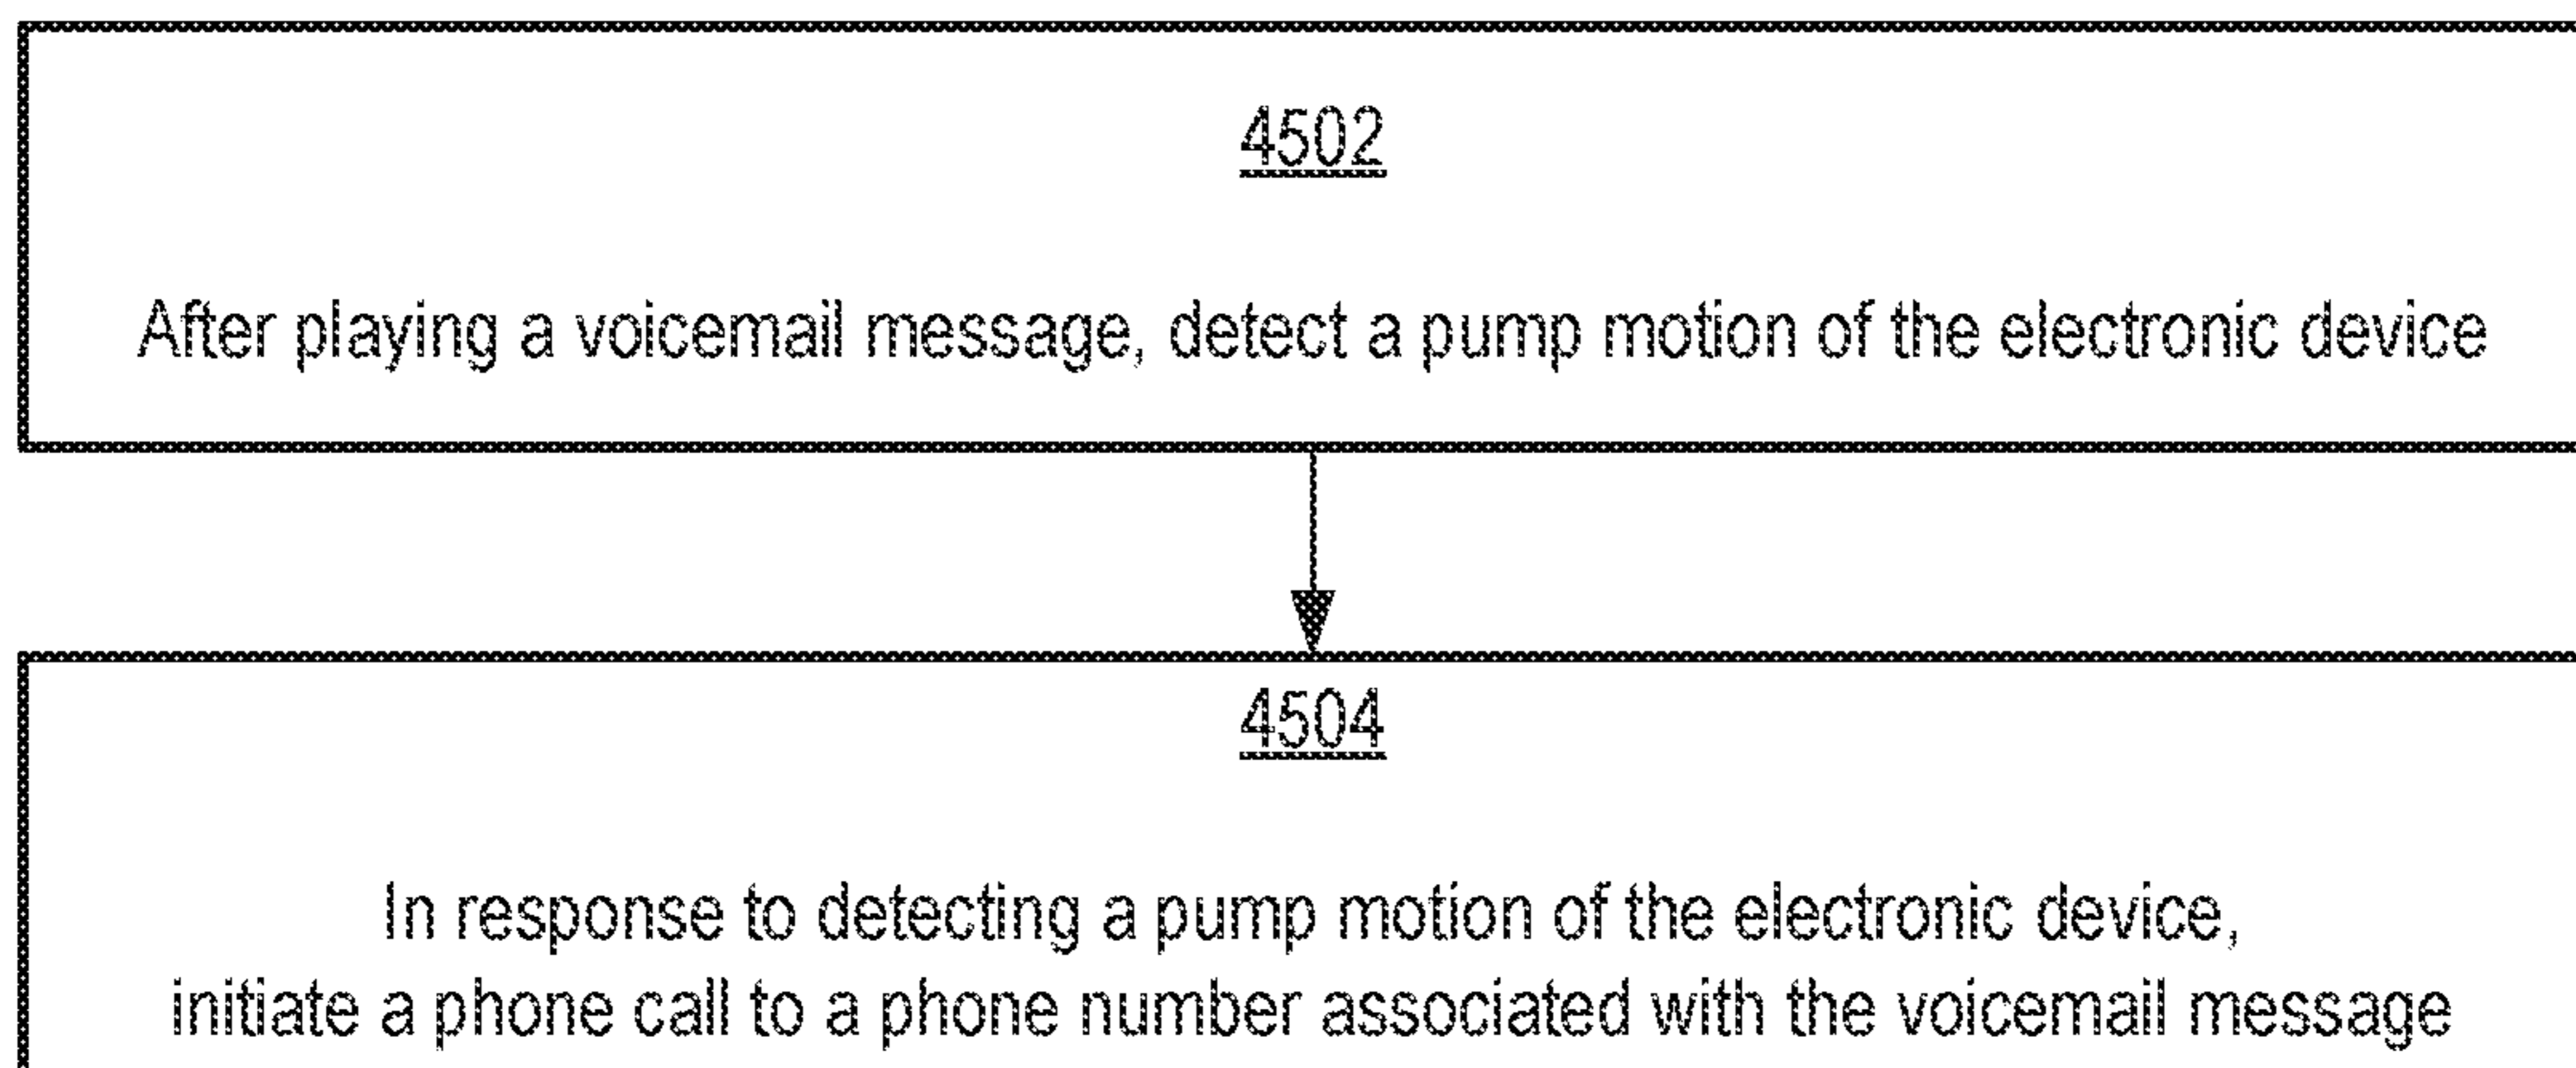 4502
After playing a voicemail message, detect a pump motion of the electronic device
4504
In response to detecting a pump motion of the electronic device,
initiate a phone call to a phone number associated with the voicemail message